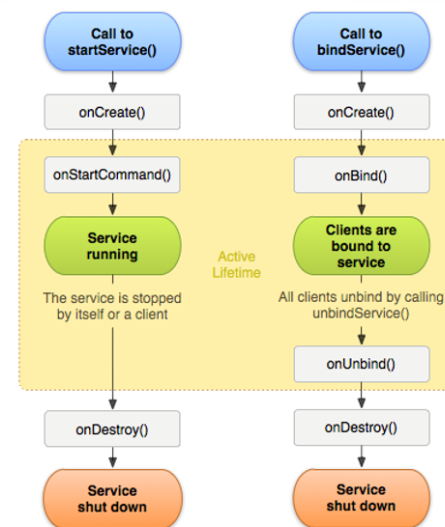 Call to
startService()
onCreate()
onStartCommand()
Service
running
The service is stopped
by itself or a client
onDestroy()
Service
shut down
Active
Lifetime
Call to
bindService()
onCreate()
onBind()
Clients are
bound to
service
All clients unbind by calling
unbindService()
onUnbind()
onDestroy()
Service
shut down